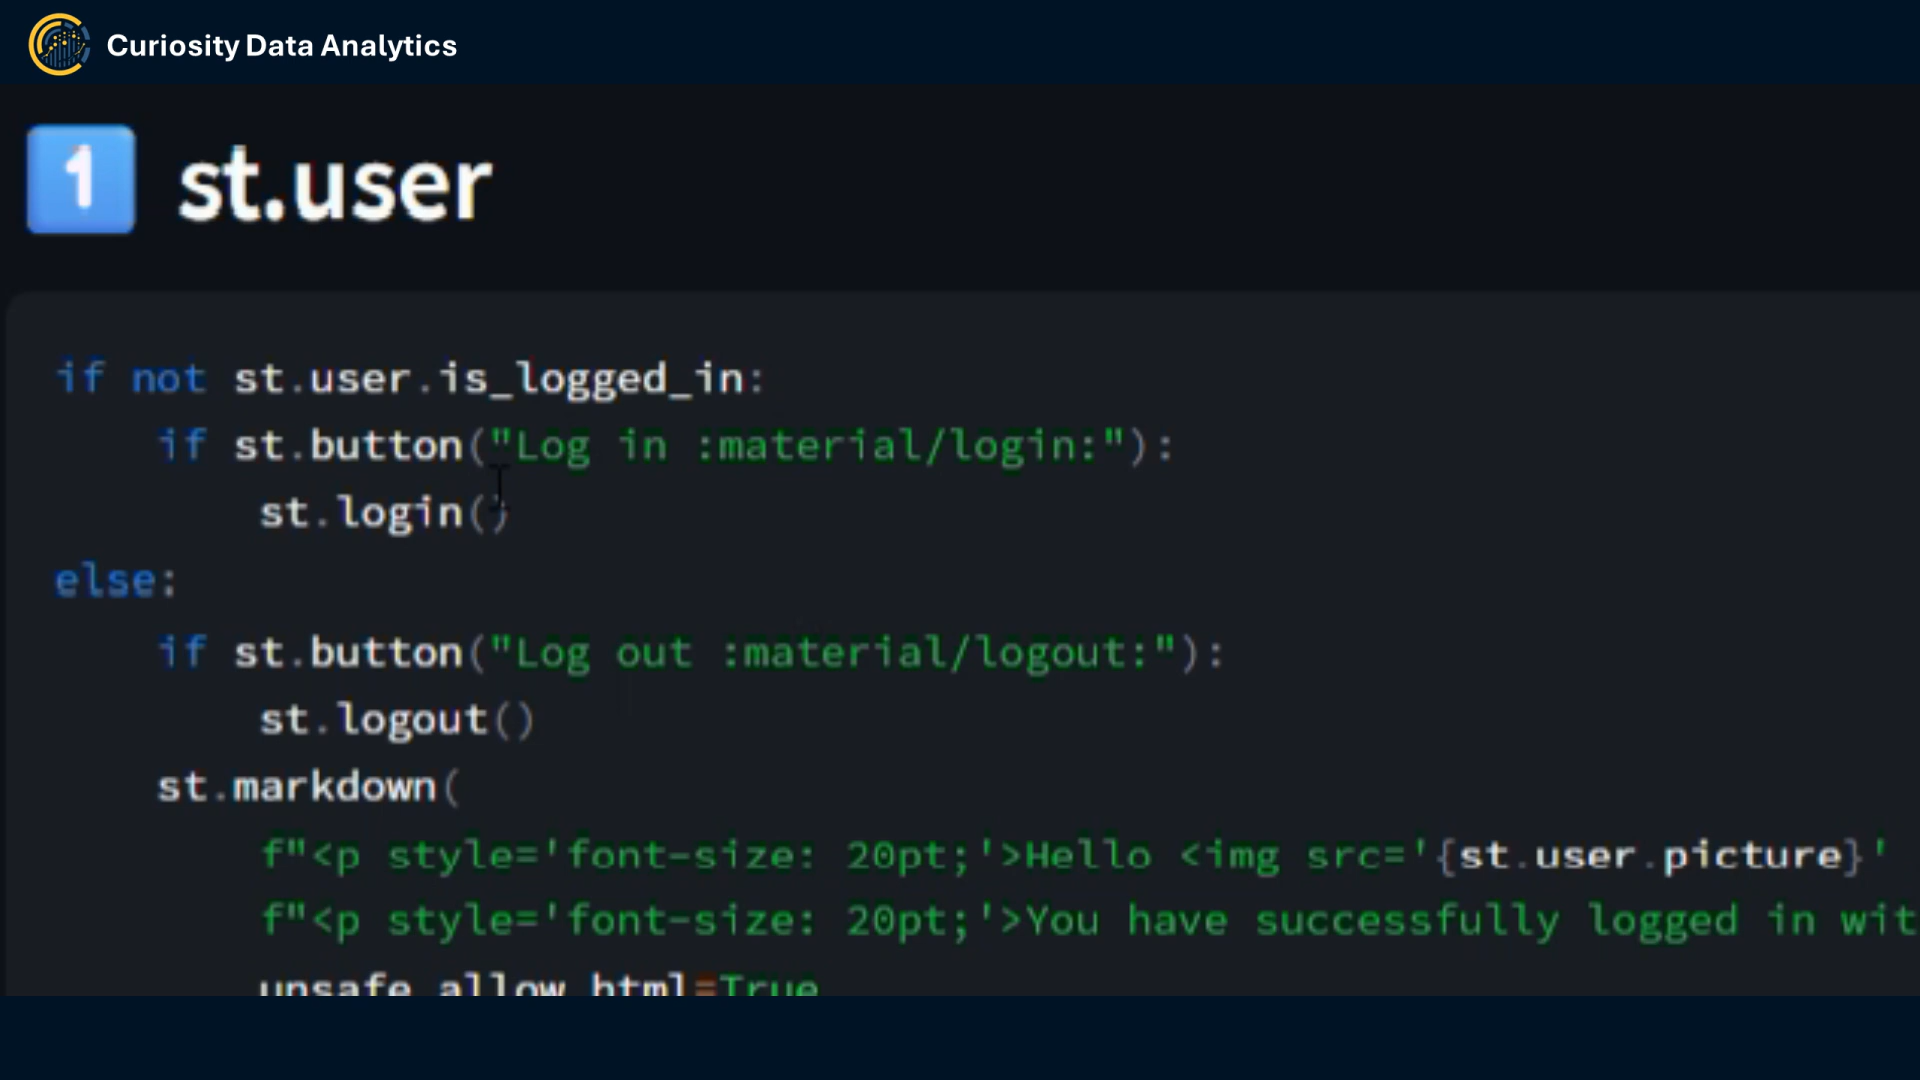 Curiosity Data Analytics
1 st.user
if not st.user.is_logged_in:
if st.button("Log in :material/login:"):
st.login()
else:
if st.button("Log out :material/logout:"):
st.logout()
st.markdown(
f"<p style='font-size: 20pt;'>Hello <img src='{st.user.picture}'
f"<p style='font-size: 20pt;'>You have successfully logged in wit
unsafe_allow_html=True